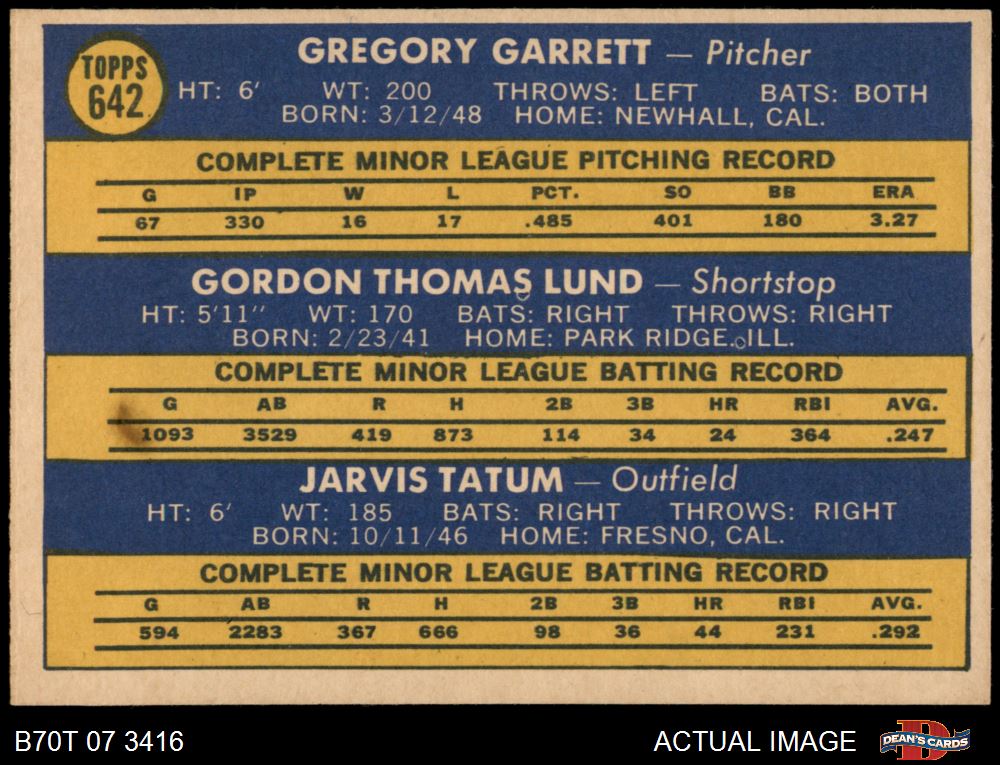 TOPPS
642
GREGORY GARRETT — Pitcher
HT: 6' WT: 200 THROWS: LEFT BATS: BOTH
BORN: 3/12/48 HOME: NEWHALL, CAL.
COMPLETE MINOR LEAGUE PITCHING RECORD
G IP W L PCT. SO BB ERA
67 330 16 17 .485 401 180 3.27
GORDON THOMAS LUND — Shortstop
HT: 5'11" WT: 170 BATS: RIGHT THROWS: RIGHT
BORN: 2/23/41 HOME: PARK RIDGE, ILL.
COMPLETE MINOR LEAGUE BATTING RECORD
G AB R H 2B 3B HR RBI AVG.
1093 3529 419 873 114 34 24 364 .247
JARVIS TATUM — Outfield
HT: 6' WT: 185 BATS: RIGHT THROWS: RIGHT
BORN: 10/11/46 HOME: FRESNO, CAL.
COMPLETE MINOR LEAGUE BATTING RECORD
G AB R H 2B 3B HR RBI AVG.
594 2283 367 666 98 36 44 231 .292
B70T 07 3416 ACTUAL IMAGE DEAN'S CARDS